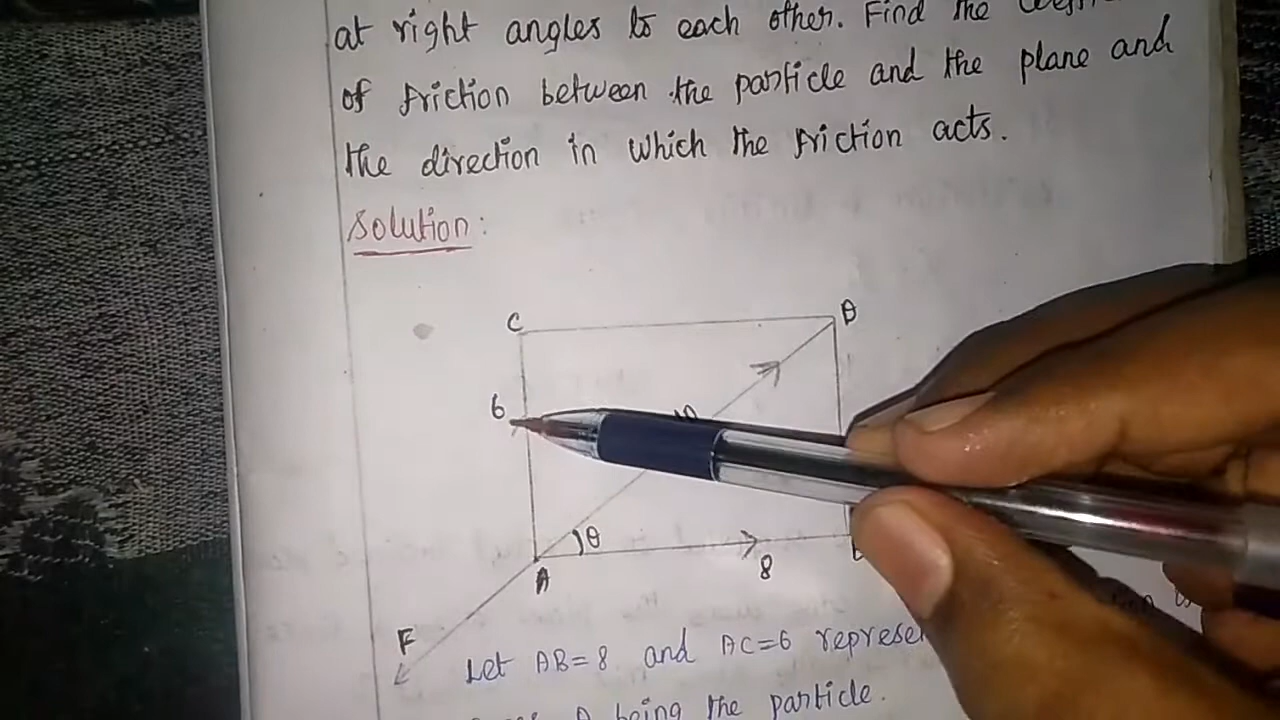 at right angles to each other. Find the
of friction between the particle and the plane and
the direction in which the friction acts.
Solution:
C
D
6
10
θ
8
A
F
Let AB=8 and AC=6
being the particle.